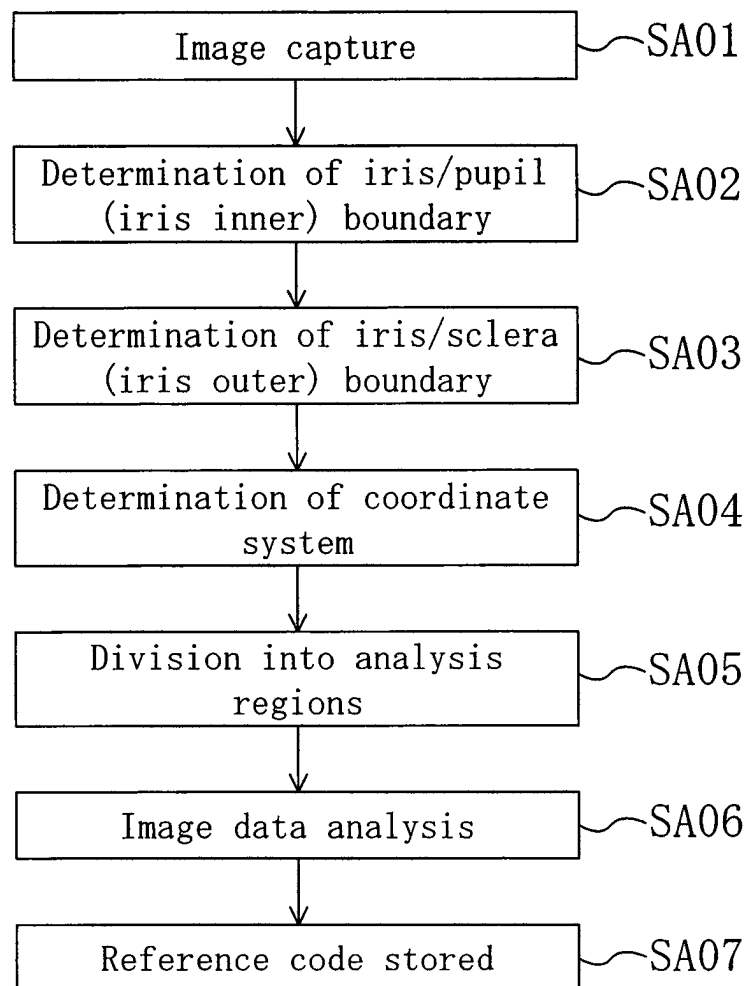 Image capture
SA01
Determination of iris/pupil
(iris inner) boundary
SA02
Determination of iris/sclera
(iris outer) boundary
SA03
Determination of coordinate
system
SA04
Division into analysis
regions
SA05
Image data analysis
SA06
Reference code stored
SA07